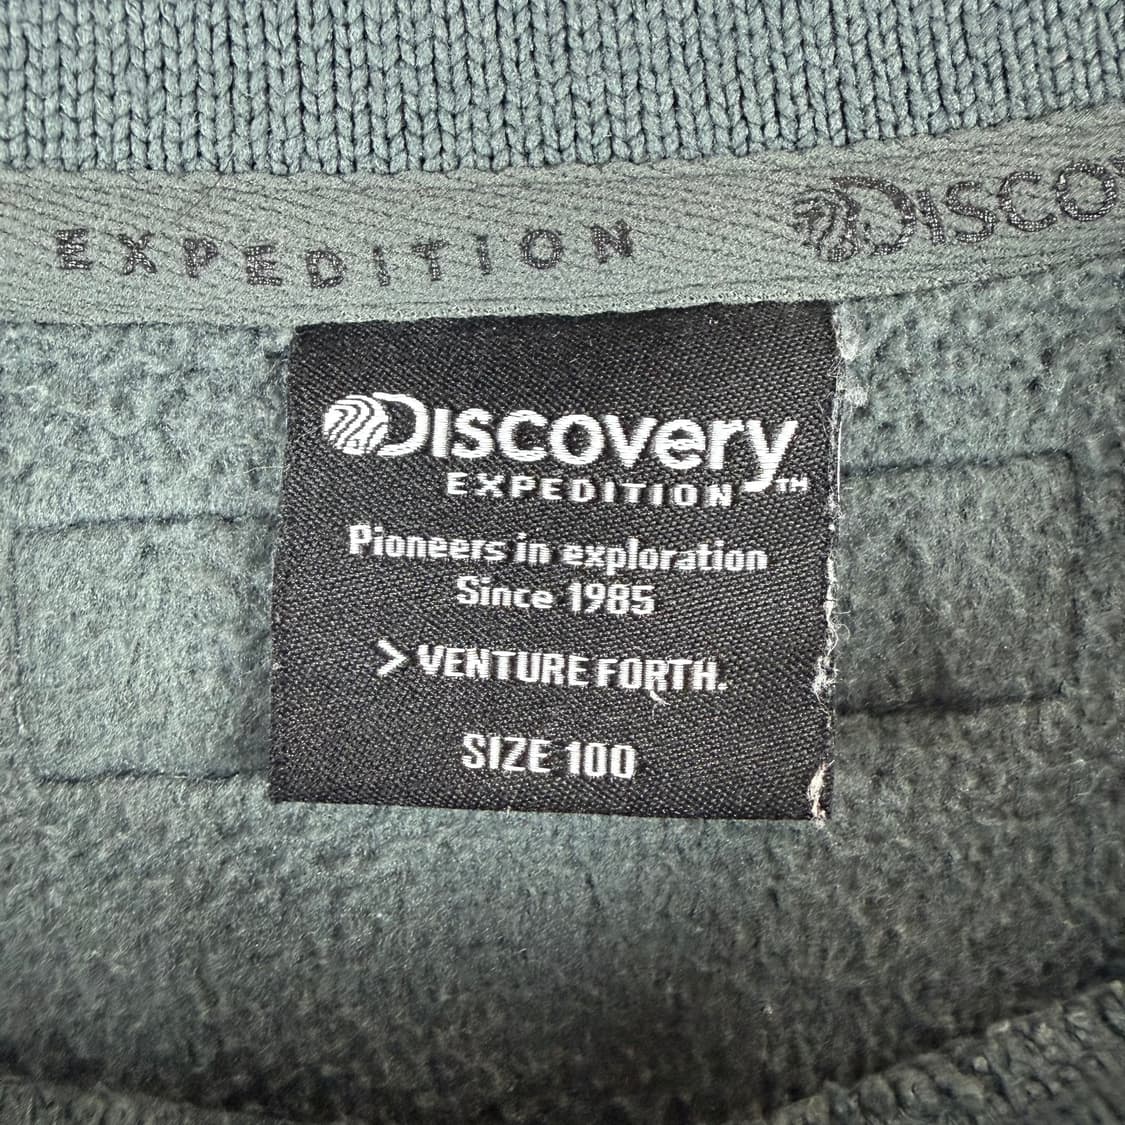 EXPEDITION DISCO
DISCOVERY
EXPEDITION™
Pioneers in exploration
Since 1985
> VENTURE FORTH.
SIZE 100